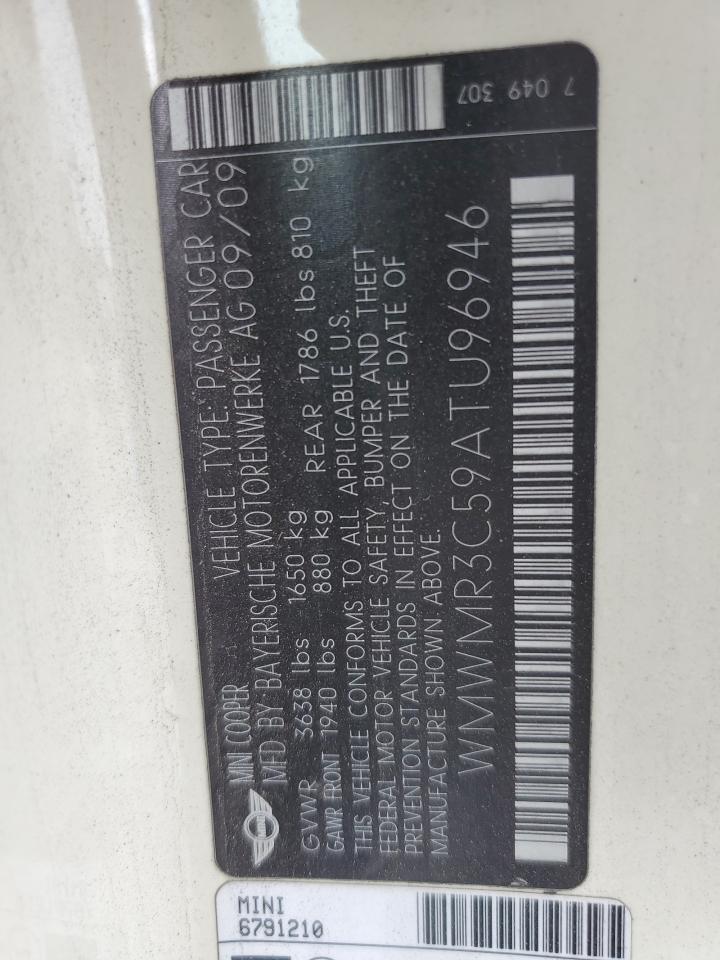 MINI COOPER VEHICLE TYPE: PASSENGER CAR
MFD BY BAYERISCHE MOTORENWERKE AG 09/09
GVWR 3638 lbs 1650 kg
GAWR FRONT 1940 lbs 880 kg REAR 1786 lbs 810 kg
THIS VEHICLE CONFORMS TO ALL APPLICABLE U.S.
FEDERAL MOTOR VEHICLE SAFETY, BUMPER AND THEFT
PREVENTION STANDARDS IN EFFECT ON THE DATE OF
MANUFACTURE SHOWN ABOVE.
WMWMR3C59ATU96946
7 049 307
MINI
6791210